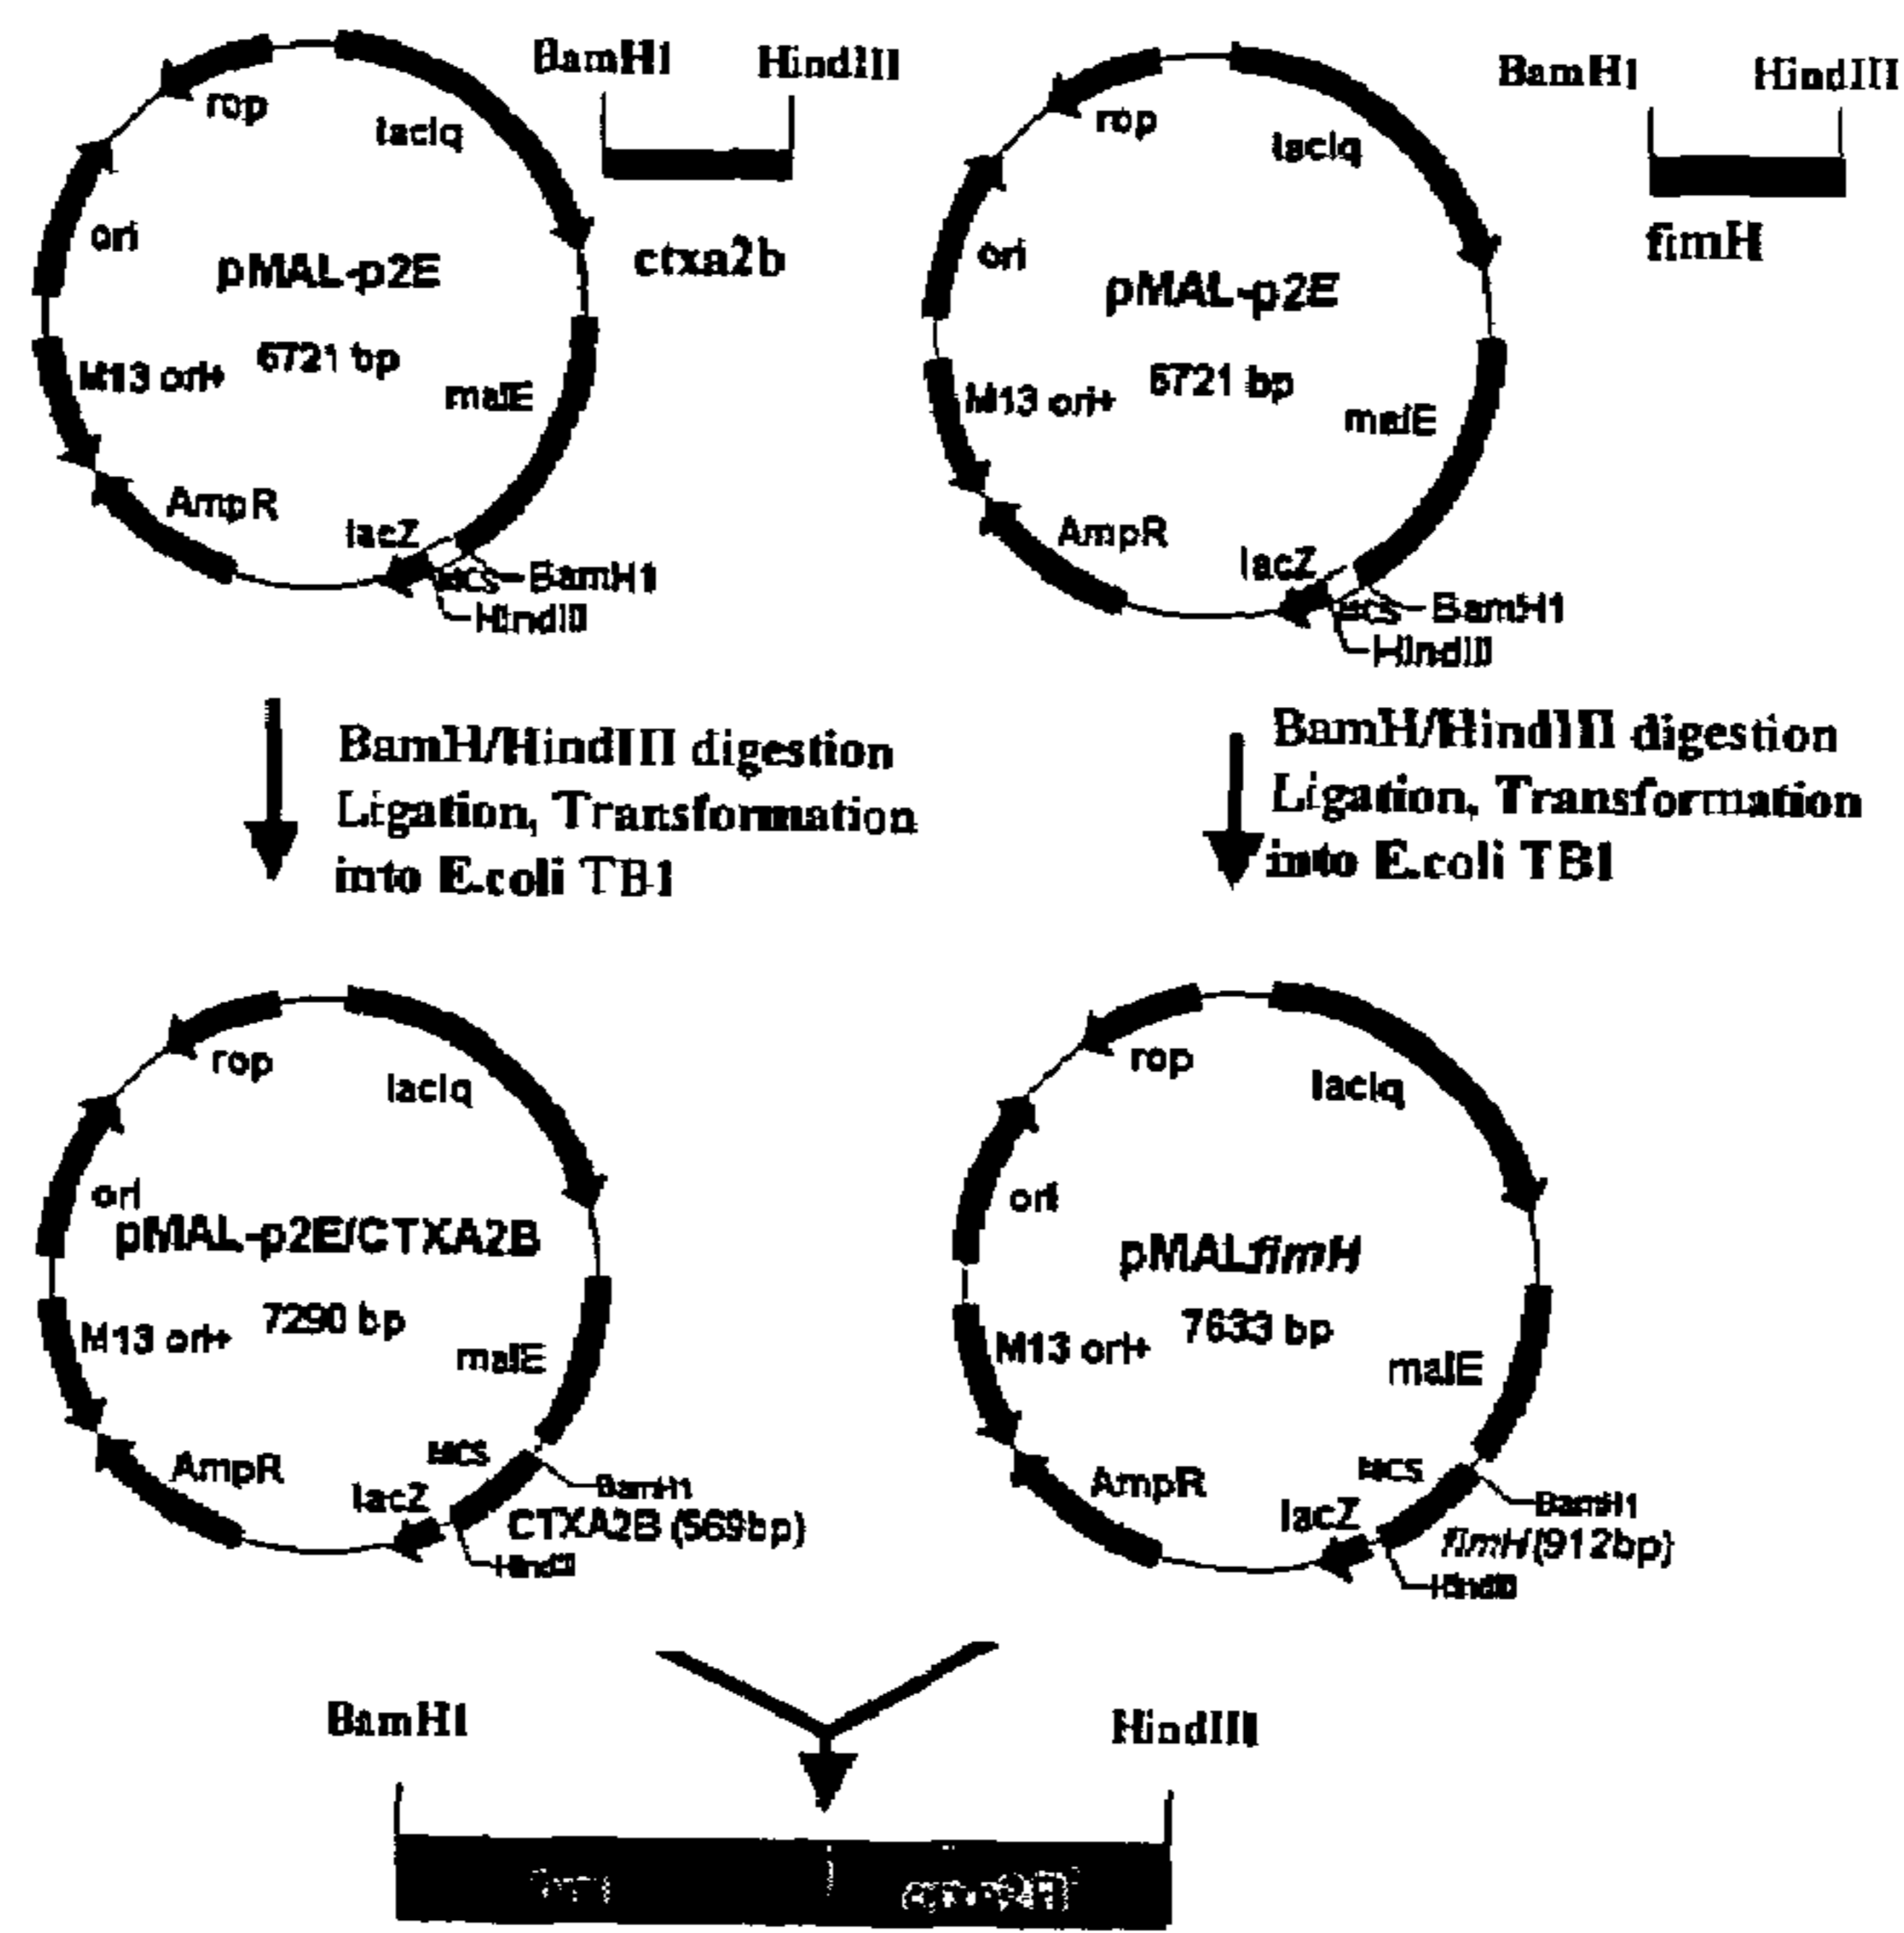 BamH1
HindIII
BamH1
HindIII
rop
lacIq
ori
pMAL-p2E
6721 bp
M13 ori+
malE
AmpR
lacZ
MCS
BamH1
HindIII
ctxa2b
rop
lacIq
ori
pMAL-p2E
6721 bp
M13 ori+
malE
AmpR
lacZ
MCS
BamH1
HindIII
fimH
BamH/HindIII digestion
Ligation, Transformation
into E.coli TB1
BamH/HindIII digestion
Ligation, Transformation
into E.coli TB1
rop
lacIq
ori
pMAL-p2E/CTXA2B
7290 bp
M13 ori+
malE
MCS
AmpR
lacZ
BamH1
CTXA2B (569bp)
HindIII
rop
lacIq
ori
pMALfimH
7633 bp
M13 ori+
malE
MCS
AmpR
lacZ
BamH1
fimH(912bp)
HindIII
BamH1
HindIII